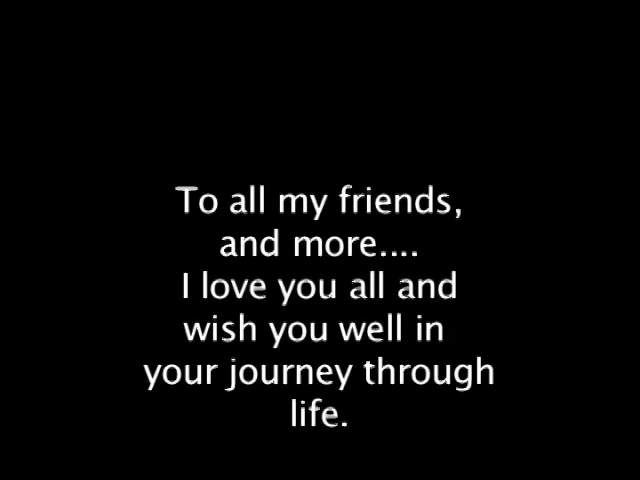 To all my friends,
and more....
I love you all and
wish you well in
your journey through
life.